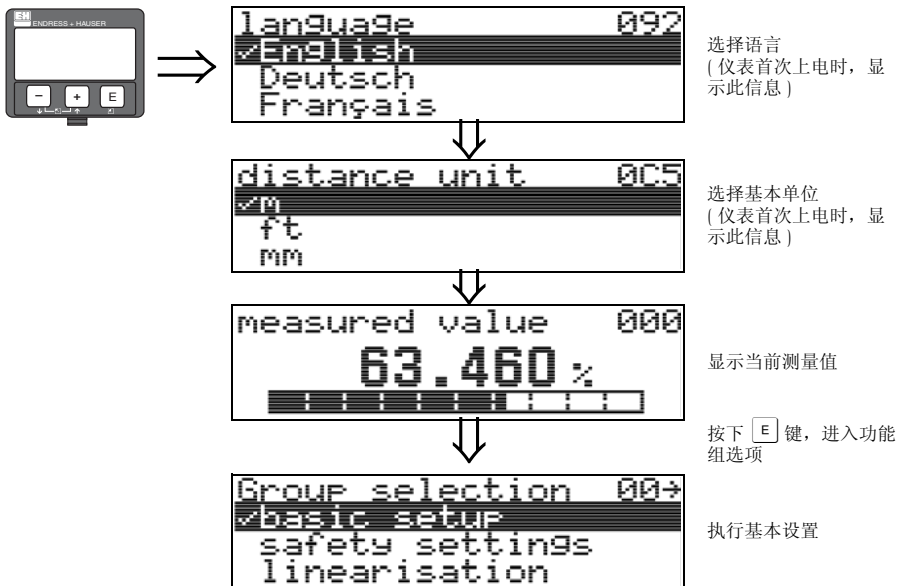 ENDRESS + HAUSER
- + E
language 092
✓English
Deutsch
Français
选择语言
( 仪表首次上电时，显
示此信息 )
distance unit 0C5
✓m
ft
mm
选择基本单位
( 仪表首次上电时，显
示此信息 )
measured value 000
63.460 %
显示当前测量值
按下 E 键，进入功能
组选项
Group selection 00→
✓basic setup
safety settings
linearisation
执行基本设置